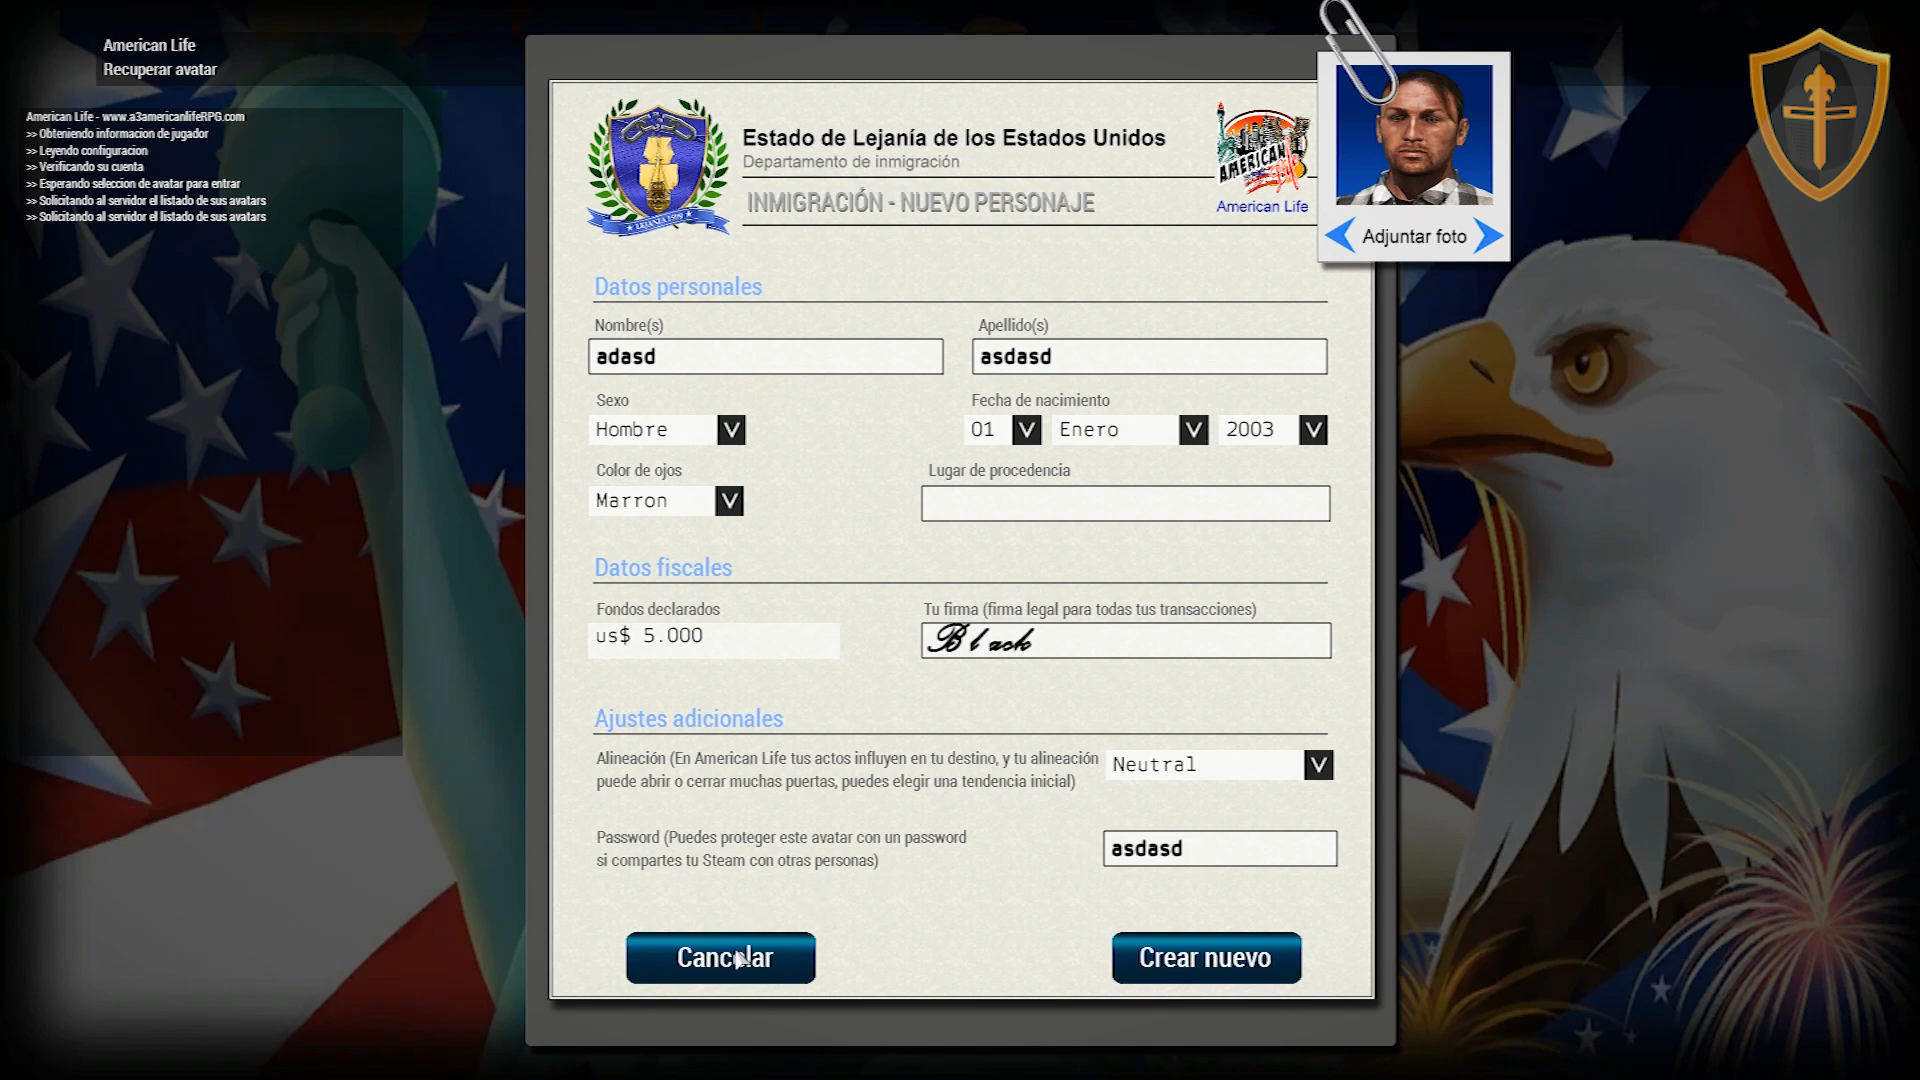 American Life
Recuperar avatar
American Life - www.a3americanlifeRPG.com
>> Obteniendo informacion de jugador
>> Leyendo configuracion
>> Verificando su cuenta
>> Esperando seleccion de avatar para entrar
>> Solicitando al servidor el listado de sus avatars
>> Solicitando al servidor el listado de sus avatars
Estado de Lejanía de los Estados Unidos
Departamento de inmigración
INMIGRACIÓN - NUEVO PERSONAJE
LEJANIA 1599
AMERICAN
American Life
Adjuntar foto
Datos personales
Nombre(s)
Apellido(s)
adasd
asdasd
Sexo
Fecha de nacimiento
Hombre V
01 V Enero V 2003 V
Color de ojos
Lugar de procedencia
Marron V
Datos fiscales
Fondos declarados
Tu firma (firma legal para todas tus transacciones)
us$ 5.000
Black
Ajustes adicionales
Alineación (En American Life tus actos influyen en tu destino, y tu alineación
puede abrir o cerrar muchas puertas, puedes elegir una tendencia inicial)
Neutral V
Password (Puedes proteger este avatar con un password
si compartes tu Steam con otras personas)
asdasd
Cancelar
Crear nuevo